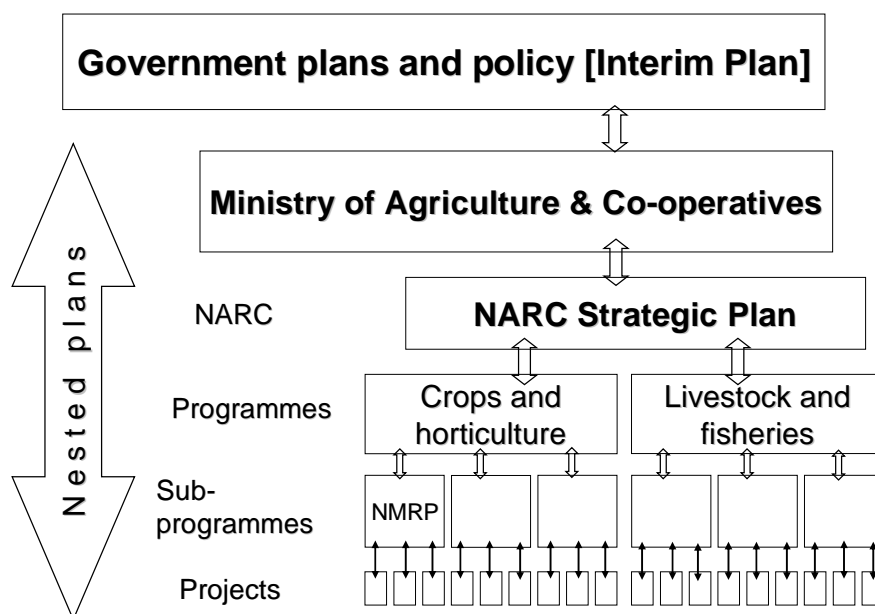 Government plans and policy [Interim Plan]
Ministry of Agriculture & Co-operatives
Nested plans
NARC
NARC Strategic Plan
Programmes
Crops and
horticulture
Livestock and
fisheries
Sub-
programmes
NMRP
Projects